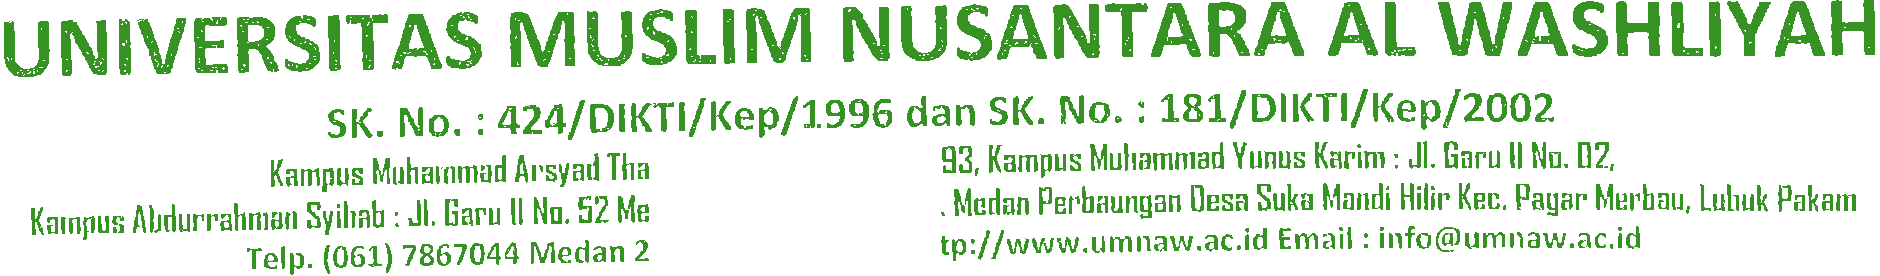 UNIVERSITAS MUSLIM NUSANTARA AL WASHLIYAH
SK. No. : 424/DIKTI/Kep/1996 dan SK. No. : 181/DIKTI/Kep/2002
Kampus Muhammad Arsyad Tha 93, Kampus Muhammad Yunus Karim : Jl. Garu II No. 02,
Kampus Abdurrahman Syihab : Jl. Garu II No. 52 Me . Medan Perbaungan Desa Suka Mandi Hilir Kec. Pagar Merbau, Lubuk Pakam
Telp. (061) 7867044 Medan 2 tp://www.umnaw.ac.id Email : info@umnaw.ac.id